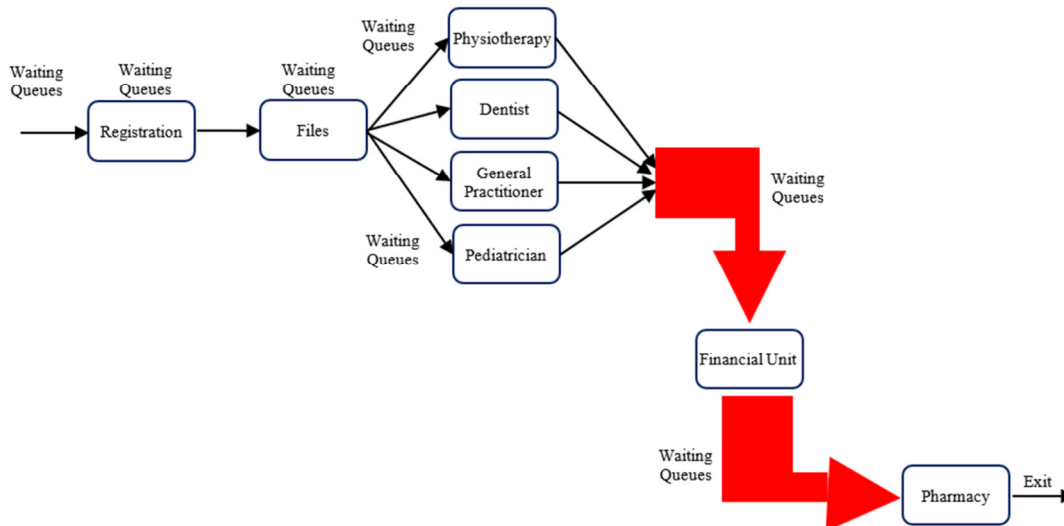 Waiting
Queues
Registration
Waiting
Queues
Files
Waiting
Queues
Waiting
Queues
Physiotherapy
Dentist
General
Practitioner
Waiting
Queues
Pediatrician
Waiting
Queues
Financial Unit
Waiting
Queues
Pharmacy
Exit